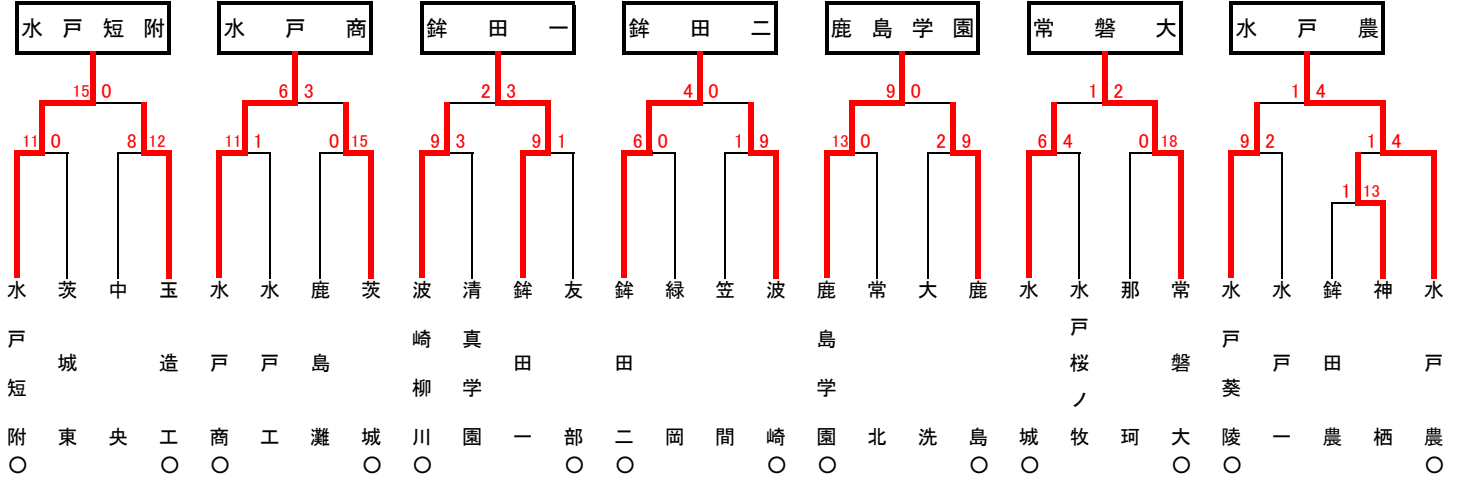 水戸短附 水戸商 鉾田一 鉾田二 鹿島学園 常磐大 水戸農
15 0 6 3 2 3 4 0 9 0 1 2 1 4
11 0 8 12 11 1 0 15 9 3 9 1 6 0 1 9 13 0 2 9 6 4 0 18 9 2 1 4
1 13
水戸短附○
茨城東
中央
玉造工○
水戸商○
水戸工
鹿島灘
茨城○
波崎柳川○
清真学園
鉾田一
友部○
鉾田二○
緑岡
笠間
波崎○
鹿島学園○
常北
大洗
鹿島○
水城○
水戸桜ノ牧
那珂
常磐大○
水戸葵陵○
水戸一
鉾田農
神栖
水戸農○